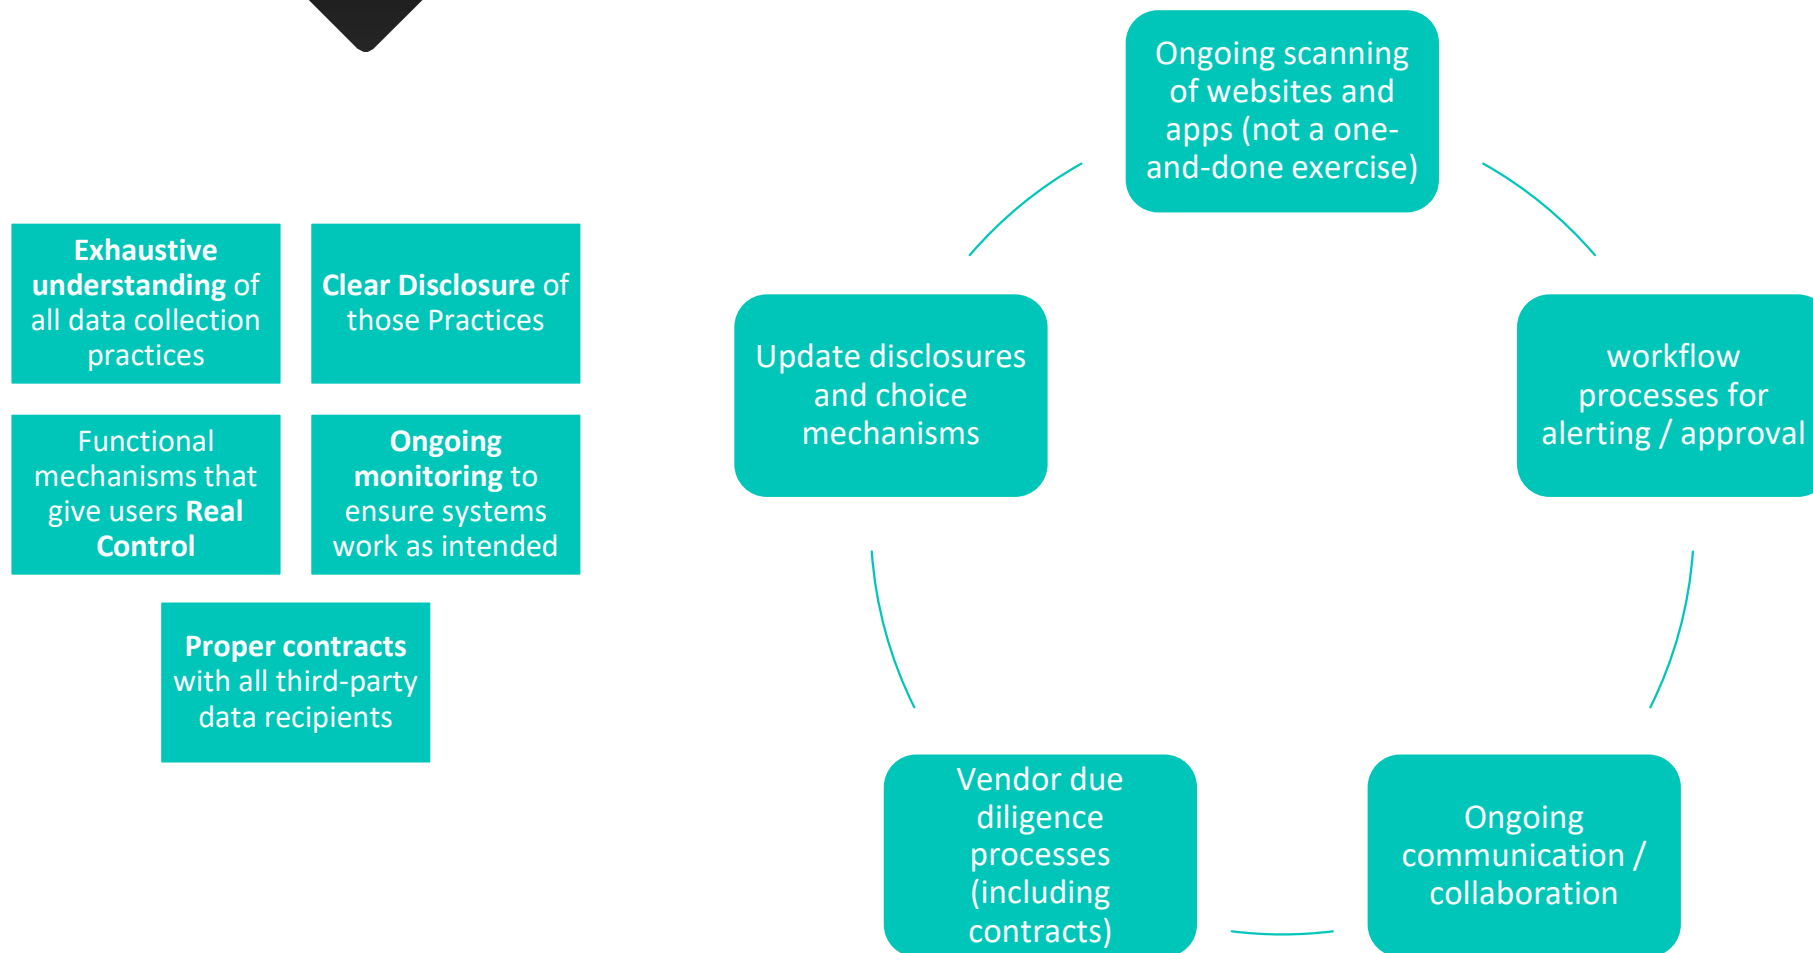 Exhaustive
understanding of
all data collection
practices
Clear Disclosure of
those Practices
Functional
mechanisms that
give users Real
Control
Ongoing
monitoring to
ensure systems
work as intended
Proper contracts
with all third-party
data recipients
Ongoing scanning
of websites and
apps (not a one-
and-done exercise)
workflow
processes for
alerting / approval
Ongoing
communication /
collaboration
Vendor due
diligence
processes
(including
contracts)
Update disclosures
and choice
mechanisms